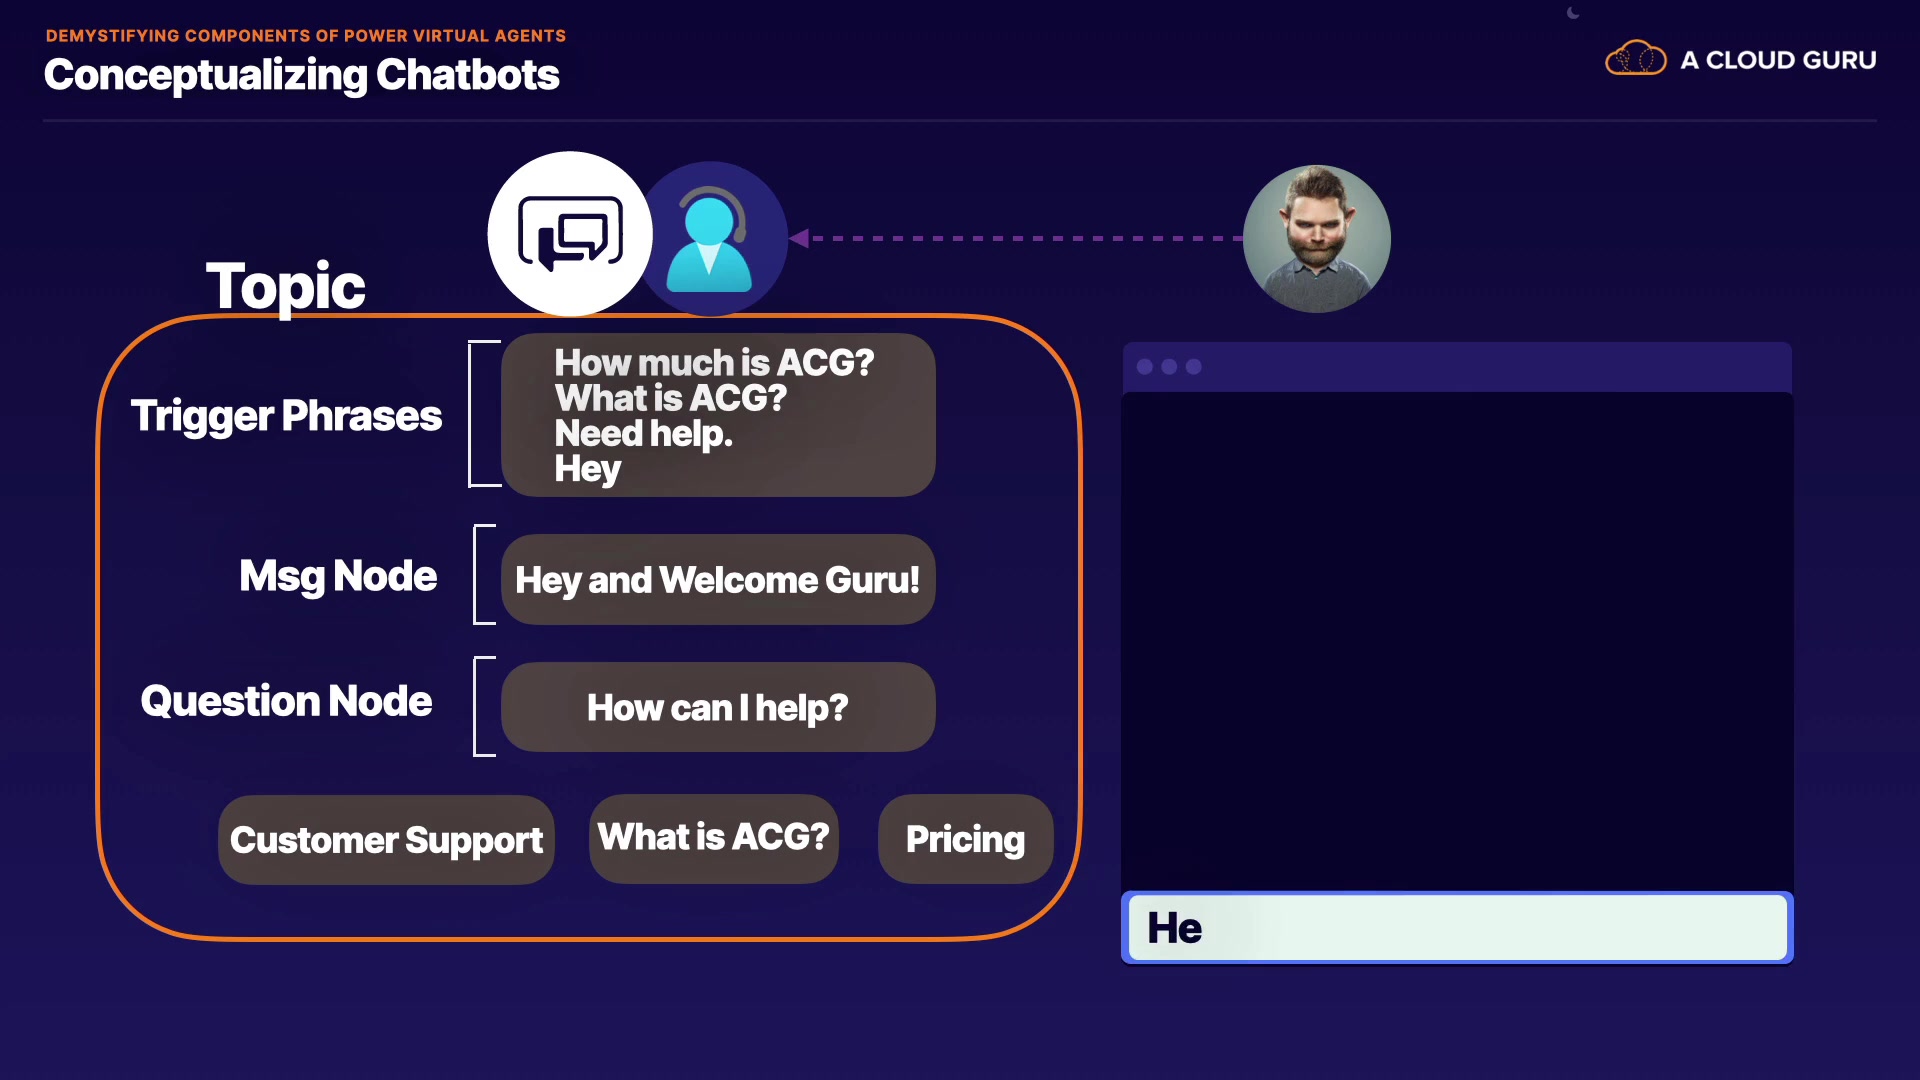 DEMYSTIFYING COMPONENTS OF POWER VIRTUAL AGENTS
Conceptualizing Chatbots
A CLOUD GURU
Topic
Trigger Phrases
How much is ACG?
What is ACG?
Need help.
Hey
Msg Node
Hey and Welcome Guru!
Question Node
How can I help?
Customer Support
What is ACG?
Pricing
He